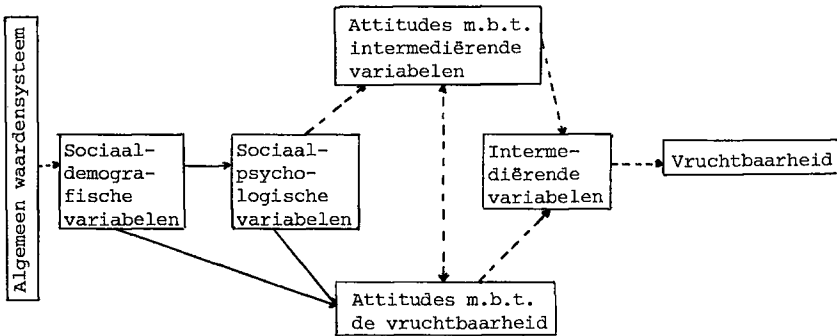 Algemeen waardensysteem
Sociaal-
demogra-
fische
variabelen
Sociaal-
psycho-
logische
variabelen
Attitudes m.b.t.
intermediërende
variabelen
Attitudes m.b.t.
de vruchtbaarheid
Interme-
diërende
variabelen
Vruchtbaarheid